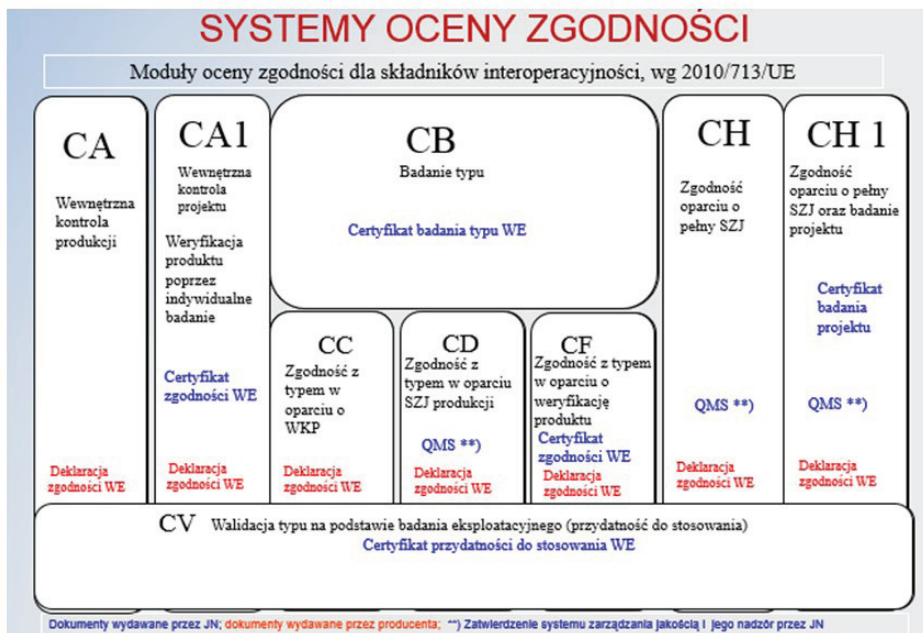 SYSTEMY OCENY ZGODNOŚCI
Moduły oceny zgodności dla składników interoperacyjności, wg 2010/713/UE
CA
Wewnętrzna
kontrola
produkcji
Deklaracja
zgodności WE
CA1
Wewnętrzna
kontrola
projektu
Weryfikacja
produktu
poprzez
indywidualne
badanie
Certyfikat
zgodności WE
Deklaracja
zgodności WE
CB
Badanie typu
Certyfikat badania typu WE
CC
Zgodność z
typem w
oparciu o
WKP
Deklaracja
zgodności WE
CD
Zgodność z
typem w oparciu
SZJ produkcji
QMS **)
Deklaracja
zgodności WE
CF
Zgodność z typem
w oparciu o
weryfikację
produktu
Certyfikat
zgodności WE
Deklaracja
zgodności WE
CH
Zgodność
oparciu o
pełny SZJ
QMS **)
Deklaracja
zgodności WE
CH 1
Zgodność
oparciu o pełny
SZJ oraz badanie
projektu
Certyfikat
badania
projektu
QMS **)
Deklaracja
zgodności WE
CV Walidacja typu na podstawie badania eksploatacyjnego (przydatność do stosowania)
Certyfikat przydatności do stosowania WE
Dokumenty wydawane przez JN; dokumenty wydawane przez producenta; **) Zatwierdzenie systemu zarządzania jakością i jego nadzór przez JN